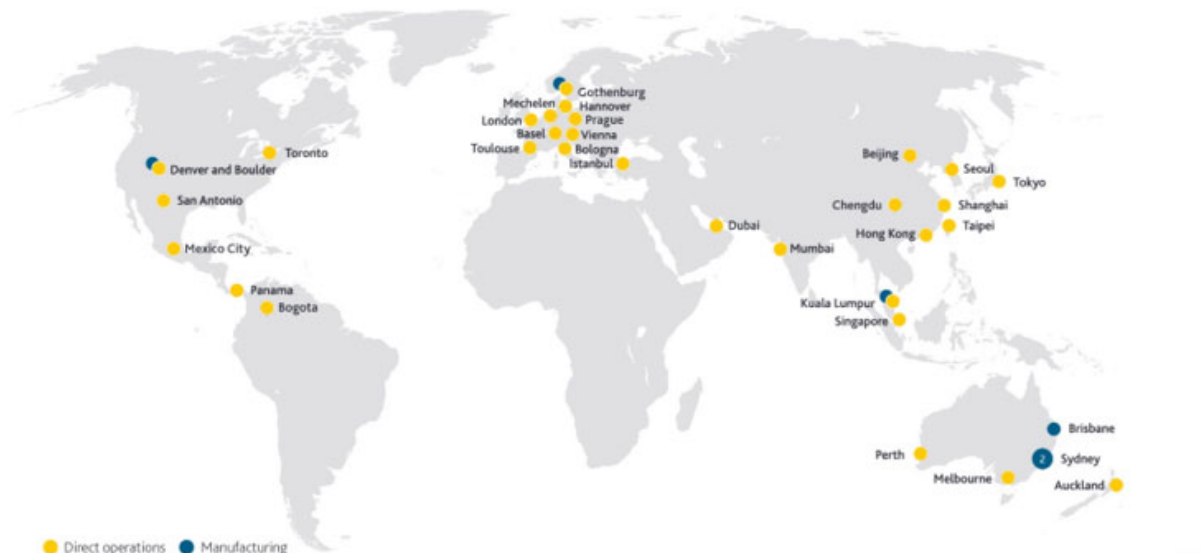 Gothenburg
Mechelen
Hannover
London
Prague
Basel
Vienna
Toulouse
Bologna
Istanbul
Toronto
Denver and Boulder
San Antonio
Mexico City
Panama
Bogota
Beijing
Seoul
Tokyo
Chengdu
Shanghai
Dubai
Hong Kong
Taipei
Mumbai
Kuala Lumpur
Singapore
Brisbane
Perth
2
Sydney
Melbourne
Auckland
Direct operations
Manufacturing